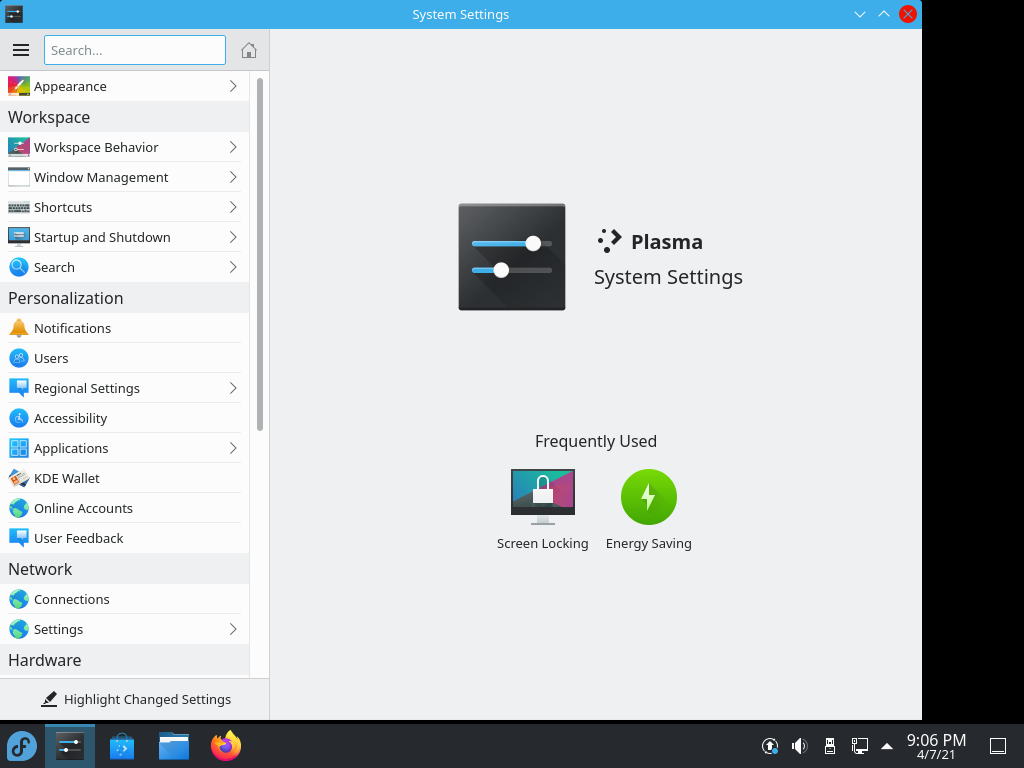 System Settings
Search...
Appearance
Workspace
Workspace Behavior
Window Management
Shortcuts
Startup and Shutdown
Search
Personalization
Notifications
Users
Regional Settings
Accessibility
Applications
KDE Wallet
Online Accounts
User Feedback
Network
Connections
Settings
Hardware
Highlight Changed Settings
Plasma
System Settings
Frequently Used
Screen Locking
Energy Saving
9:06 PM
4/7/21